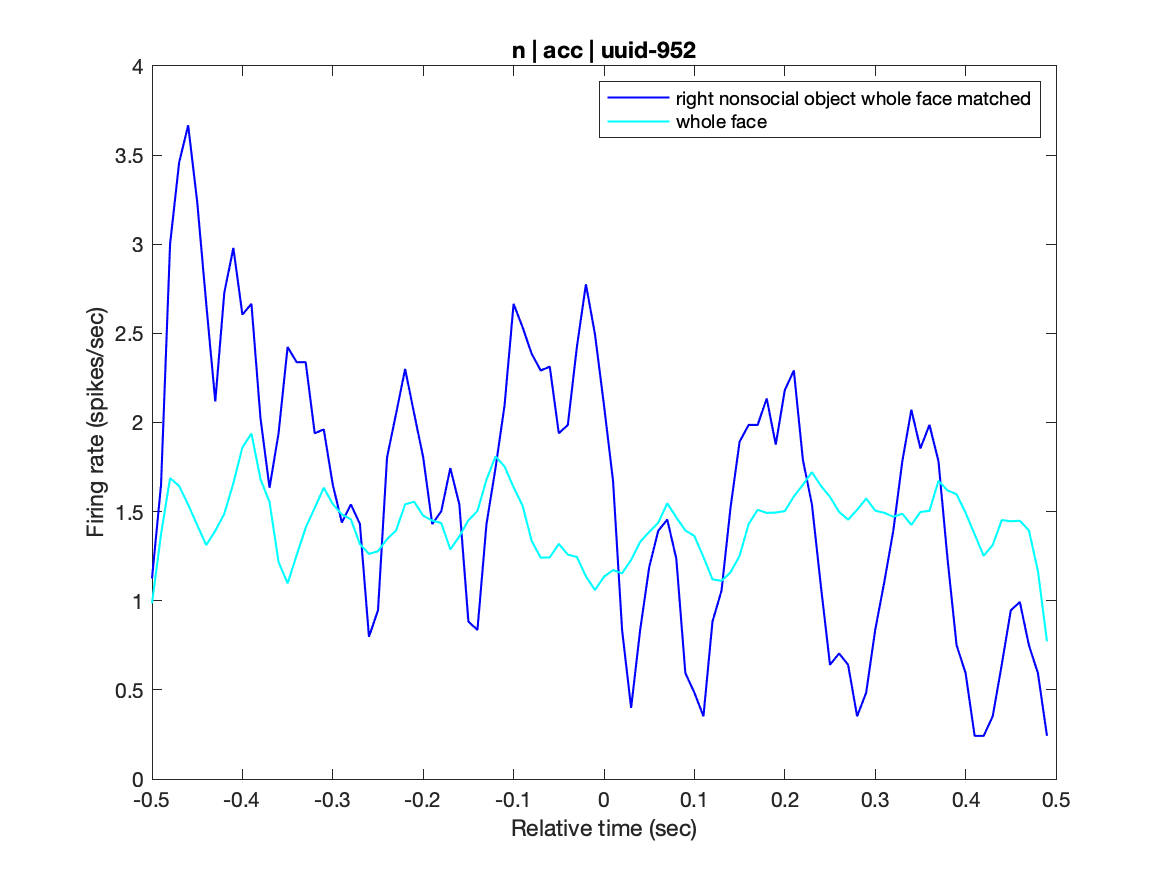 n | acc | uuid-952
right nonsocial object whole face matched
whole face
4
3.5
3
2.5
2
1.5
1
0.5
0
Firing rate (spikes/sec)
-0.5 -0.4 -0.3 -0.2 -0.1 0 0.1 0.2 0.3 0.4 0.5
Relative time (sec)